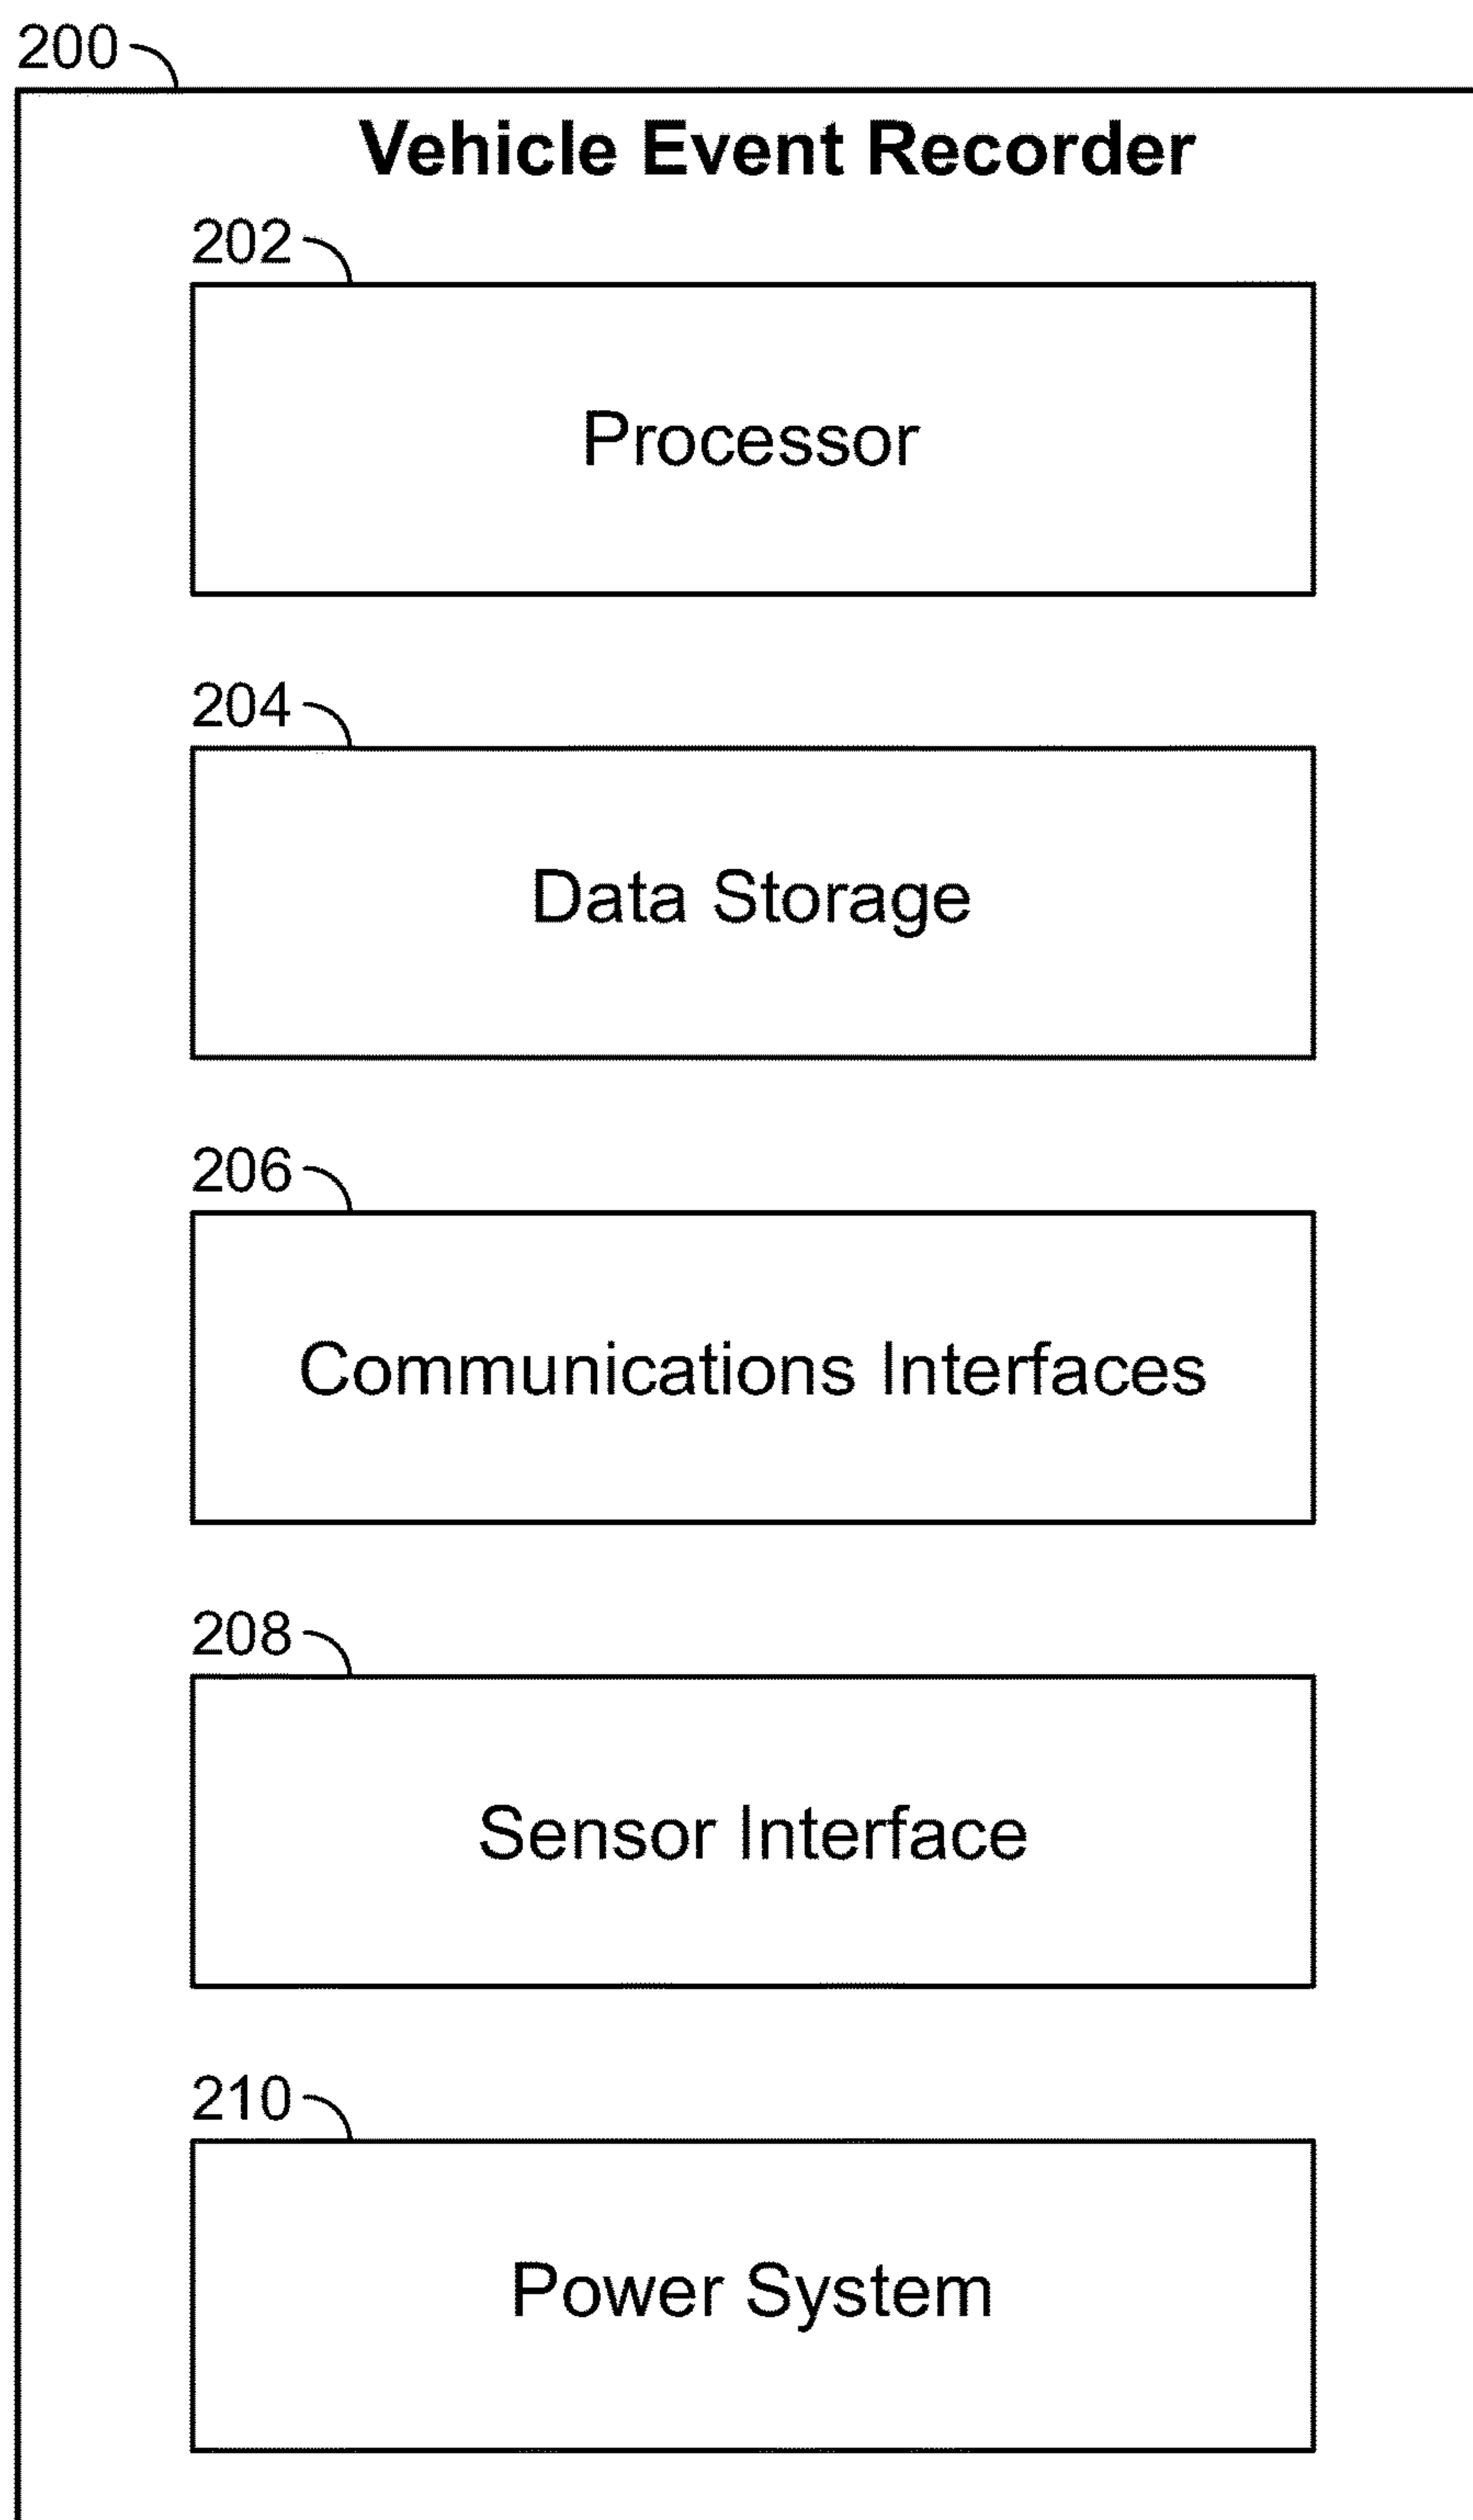 200
Vehicle Event Recorder
202
Processor
204
Data Storage
206
Communications Interfaces
208
Sensor Interface
210
Power System